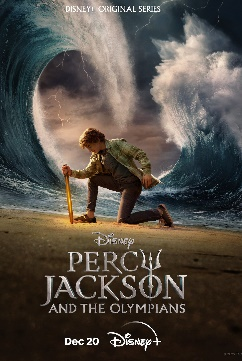 DISNEY+ ORIGINAL SERIES
Disney
PERCY
JACKSON
AND THE OLYMPIANS
Dec 20 Disney+